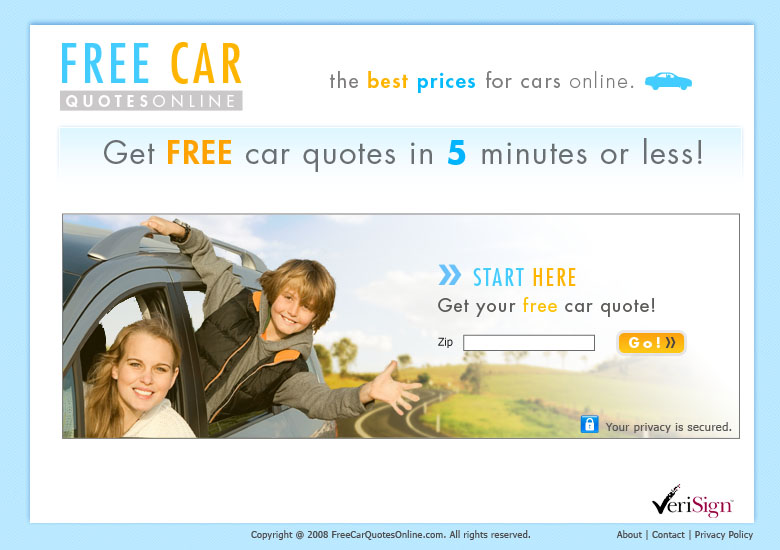 FREE CAR
QUOTESONLINE
the best prices for cars online.
Get FREE car quotes in 5 minutes or less!
START HERE
Get your free car quote!
Zip
Go!
Your privacy is secured.
VeriSign™
Copyright @ 2008 FreeCarQuotesOnline.com. All rights reserved.
About | Contact | Privacy Policy